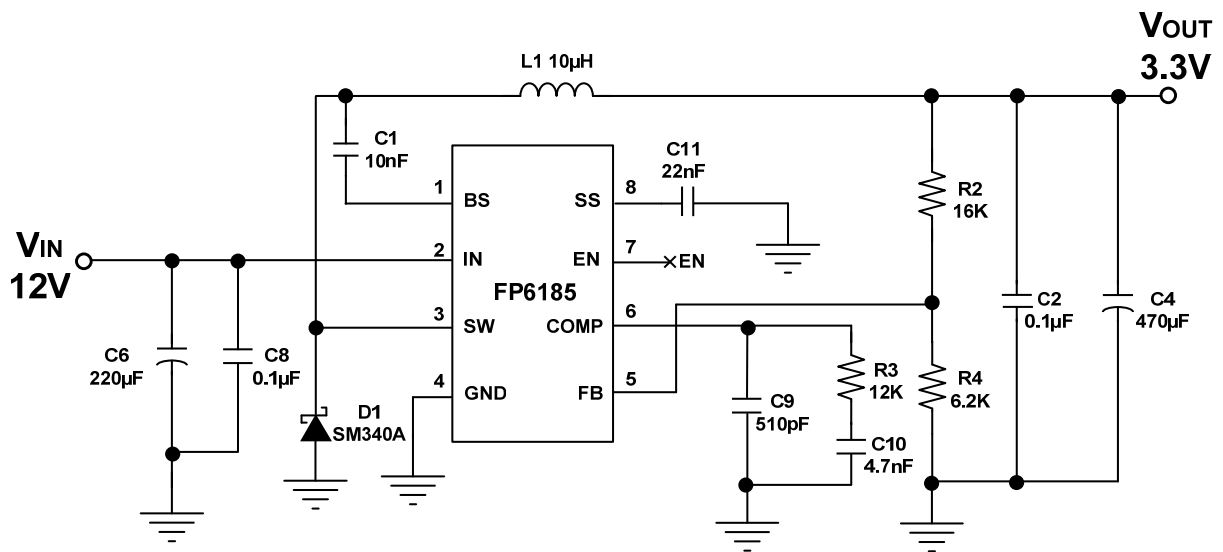 VOUT
3.3V
L1 10µH
C1
10nF
C11
22nF
1
BS
SS
8
R2
16K
VIN
12V
2
IN
EN
7
EN
FP6185
3
SW
COMP
6
C2
0.1µF
C4
470µF
C6
220µF
C8
0.1µF
4
GND
FB
5
R3
12K
R4
6.2K
D1
SM340A
C9
510pF
C10
4.7nF